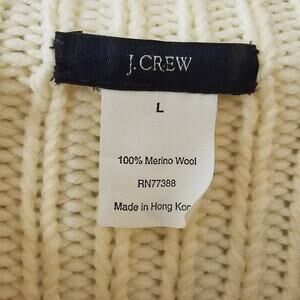 J.CREW
L
100% Merino Wool
RN77388
Made in Hong Kon